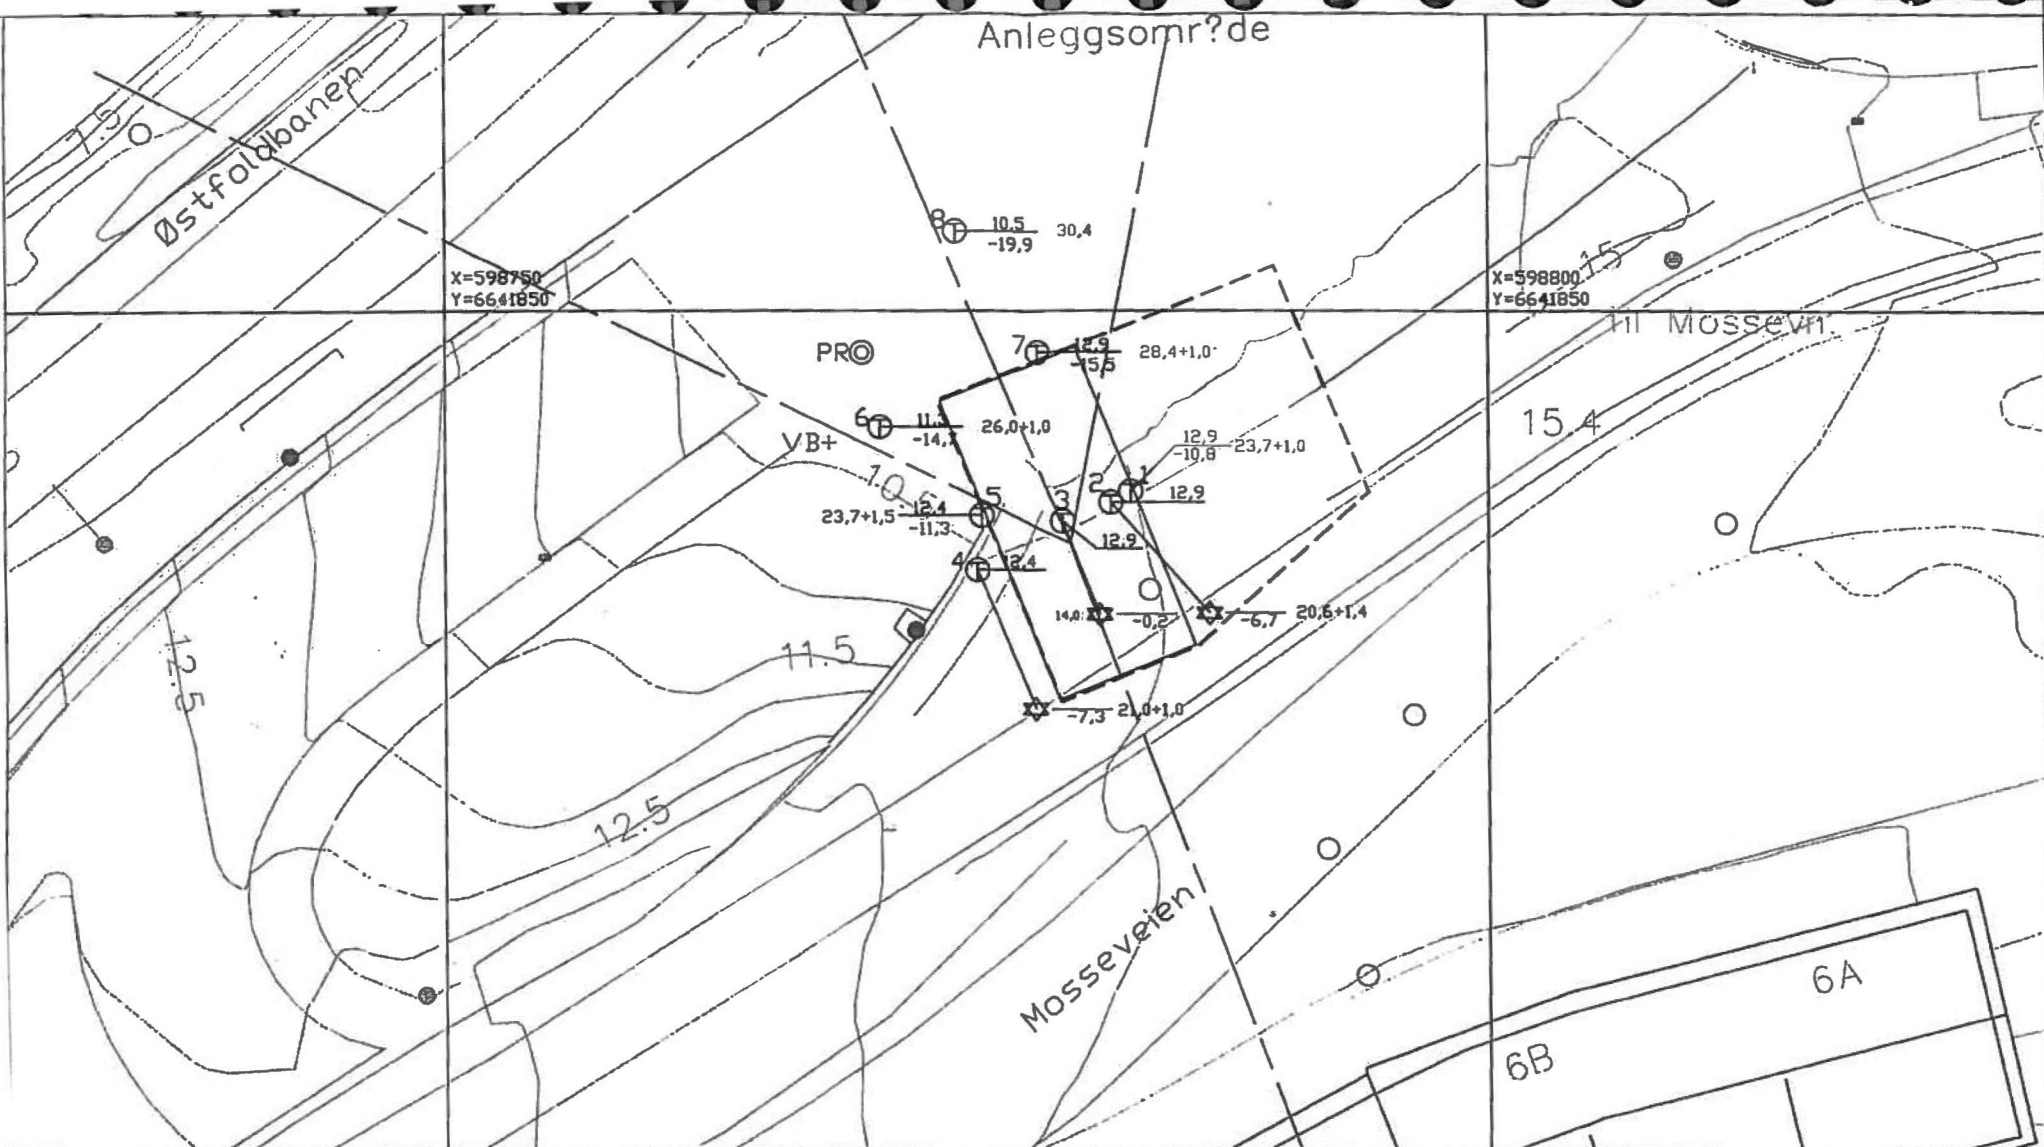 Anleggsomr?de
7.5
Østfoldbanen
8 10,5 30,4
-19,9
X=598750
Y=6641850
X=598800
Y=6641850
15
Til Mossevn.
PR
7 12,9 28,4+1,0
-15,5
6 11,3 26,0+1,0
VB+
15.4
12,9 23,7+1,0
-10,8
2 1 12,9
10.5
5 3
23,7+1,5 12,4
-11,3
12,9
4 12,4
14,0 -0,2
-6,7 20,6+1,4
11.5
12.5
-7,3 21,0+1,0
12.5
Mosseveien
6A
6B